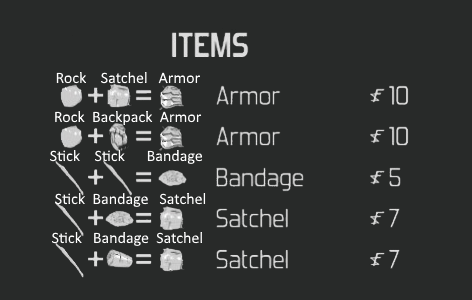 ITEMS
Rock Satchel Armor
+ = Armor £ 10
Rock Backpack Armor
+ = Armor £ 10
Stick Stick Bandage
+ = Bandage £ 5
Stick Bandage Satchel
+ = Satchel £ 7
Stick Bandage Satchel
+ = Satchel £ 7